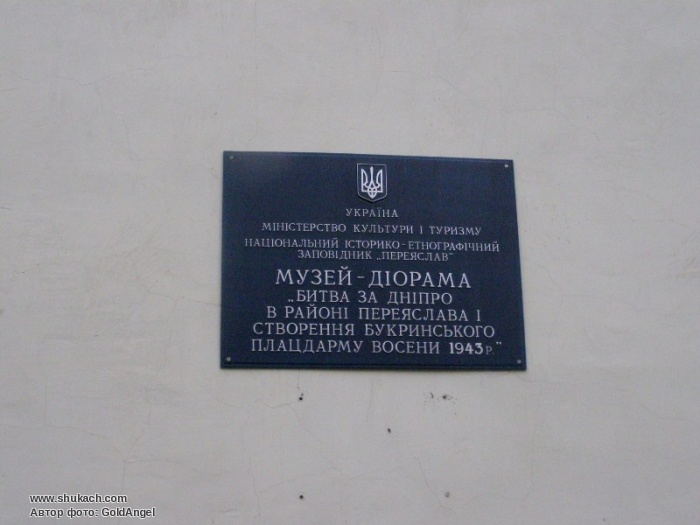 УКРАЇНА
МІНІСТЕРСТВО КУЛЬТУРИ І ТУРИЗМУ
НАЦІОНАЛЬНИЙ ІСТОРИКО-ЕТНОГРАФІЧНИЙ
ЗАПОВІДНИК „ПЕРЕЯСЛАВ"
МУЗЕЙ-ДІОРАМА
„БИТВА ЗА ДНІПРО
В РАЙОНІ ПЕРЕЯСЛАВА І
СТВОРЕННЯ БУКРИНСЬКОГО
ПЛАЦДАРМУ ВОСЕНИ 1943р."
www.shukach.com
Автор фото: GoldAngel